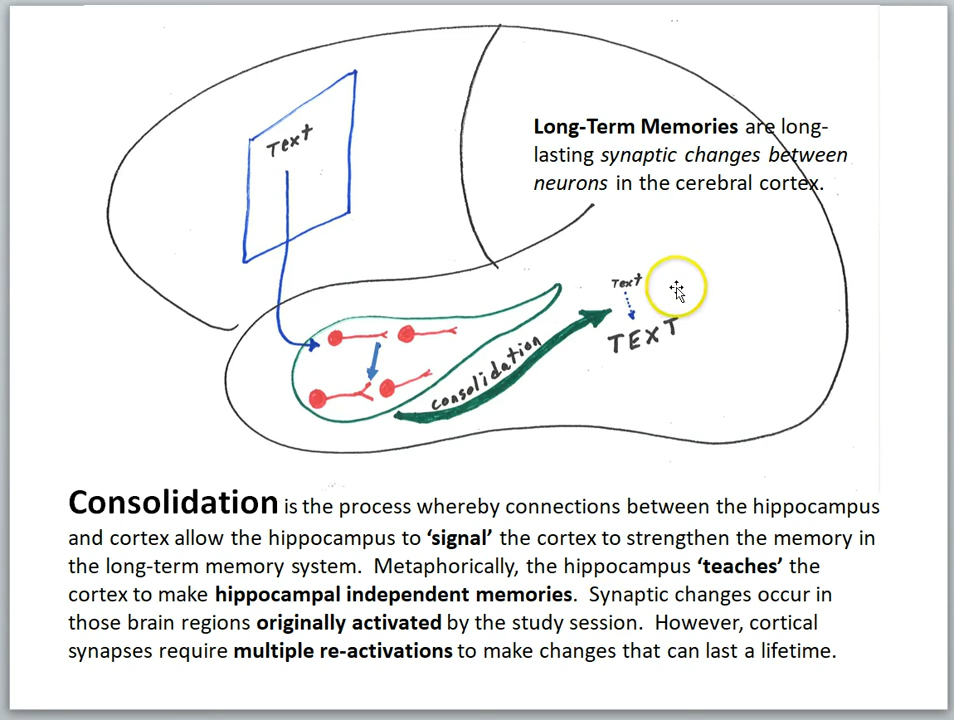 Text
Long-Term Memories are long-
lasting synaptic changes between
neurons in the cerebral cortex.
Text
TEXT
consolidation
Consolidation is the process whereby connections between the hippocampus
and cortex allow the hippocampus to ‘signal’ the cortex to strengthen the memory in
the long-term memory system.  Metaphorically, the hippocampus ‘teaches’ the
cortex to make hippocampal independent memories.  Synaptic changes occur in
those brain regions originally activated by the study session.  However, cortical
synapses require multiple re-activations to make changes that can last a lifetime.